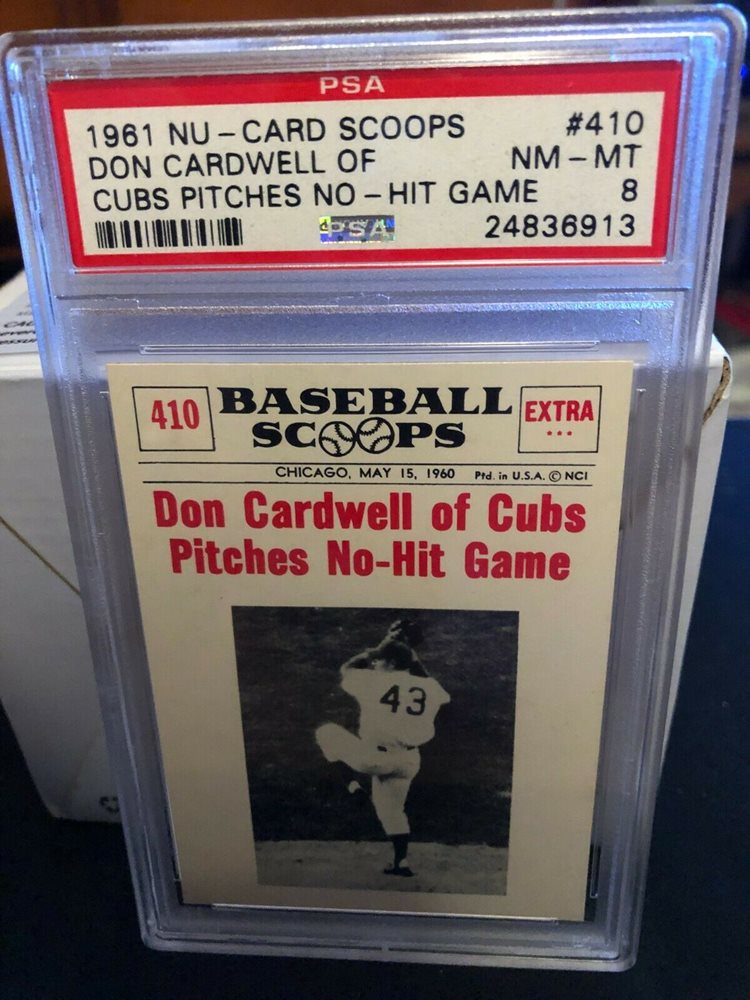 PSA
1961 NU-CARD SCOOPS #410
DON CARDWELL OF NM-MT
CUBS PITCHES NO-HIT GAME 8
PSA 24836913
410 BASEBALL EXTRA
SCOOPS ***
CHICAGO, MAY 15, 1960 Ptd. in U.S.A. © NCI
Don Cardwell of Cubs
Pitches No-Hit Game
43